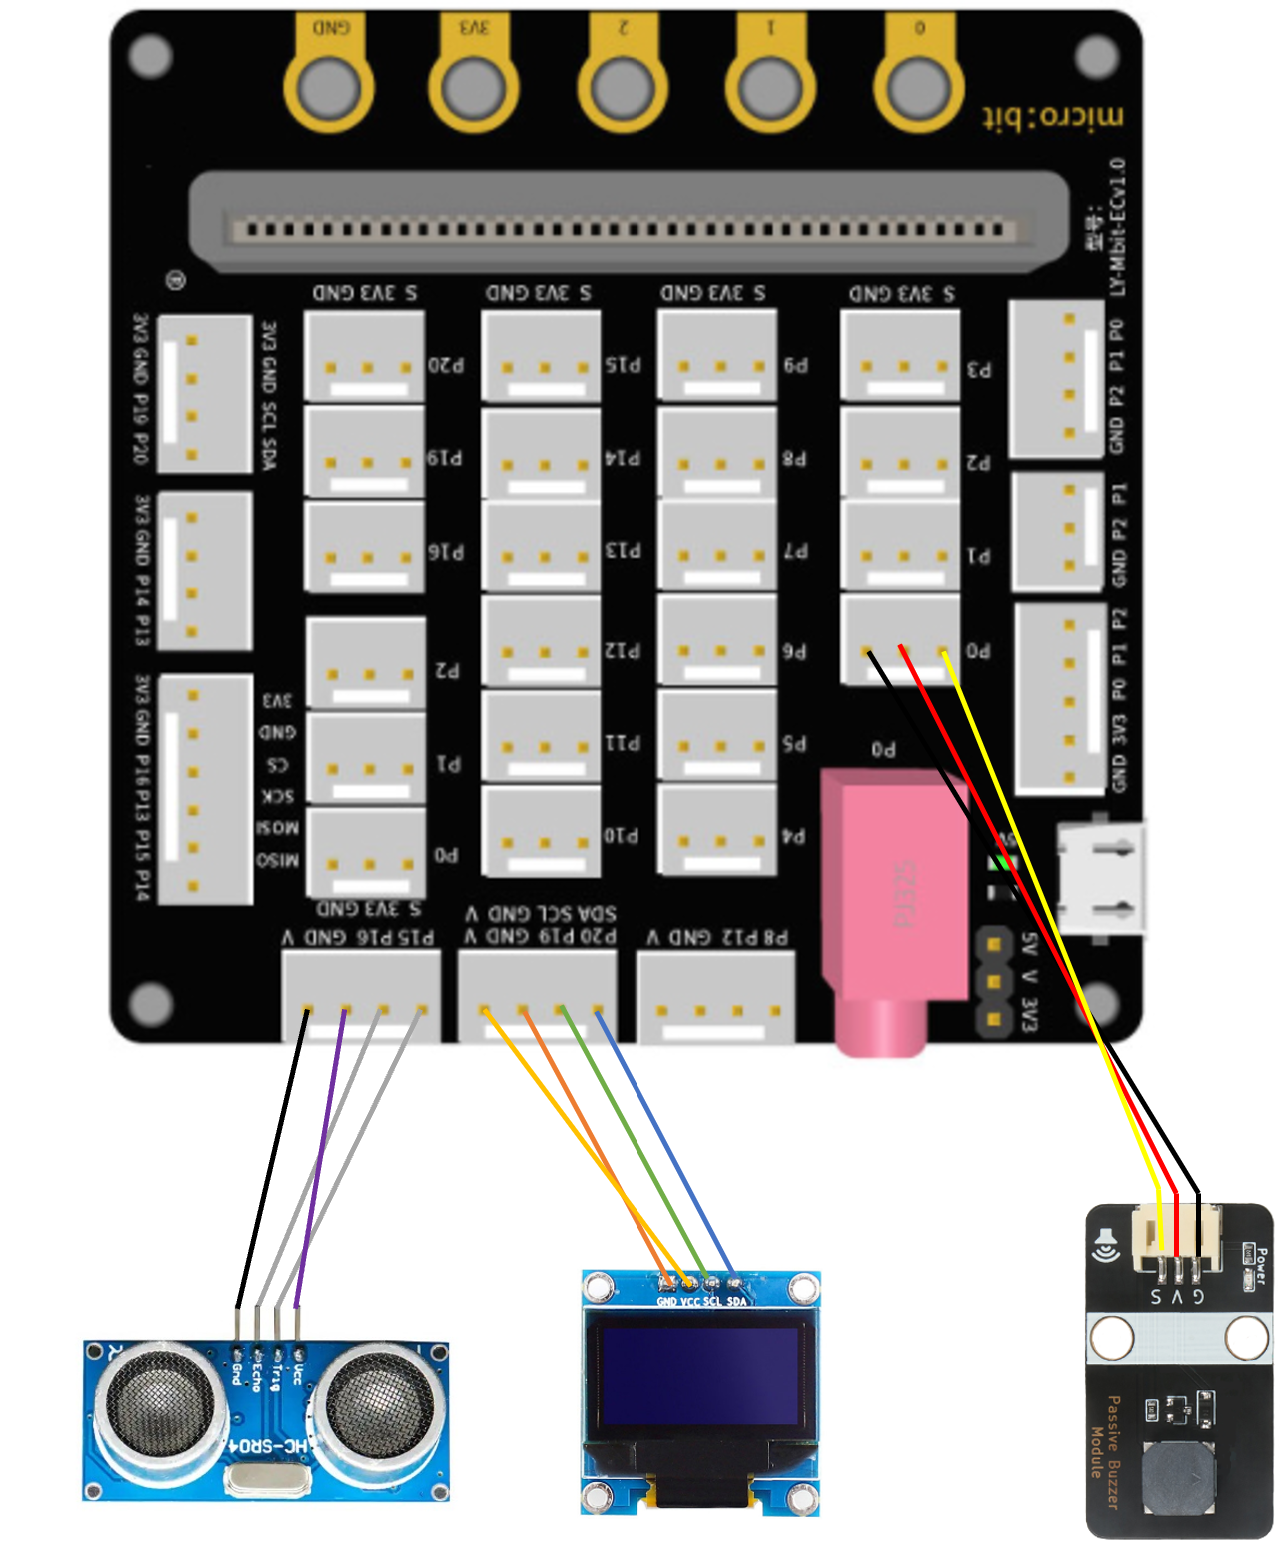 GND
3V3
2
1
0
micro:bit
型号:
LY-Mbit-ECv1.0
®
GND 3V3 S
GND 3V3 S
GND 3V3 S
GND 3V3 S
3V3 GND P19 P20
3V3 GND SCL SDA
P20
P15
P9
P3
GND P2 P1 P0
P19
P14
P8
P2
3V3 GND P14 P13
P16
P13
P7
P1
GND P2 P1
P12
P6
P0
P2
3V3 GND P16 P13 P15 P14
3V3
GND
CS
SCK
MOSI
MISO
P1
P11
P5
P0
GND 3V3 P0 P1 P2
P0
P10
P4
PJ325
5V
GND 3V3 S
V GND SCL SDA
V GND P16 P15
V GND P19 P20
V GND P12 P8
5V
V
3V3
Gnd
Echo
Trig
Vcc
HC-SR04
GND VCC SCL SDA
S V G
Power
Passive Buzzer
Module